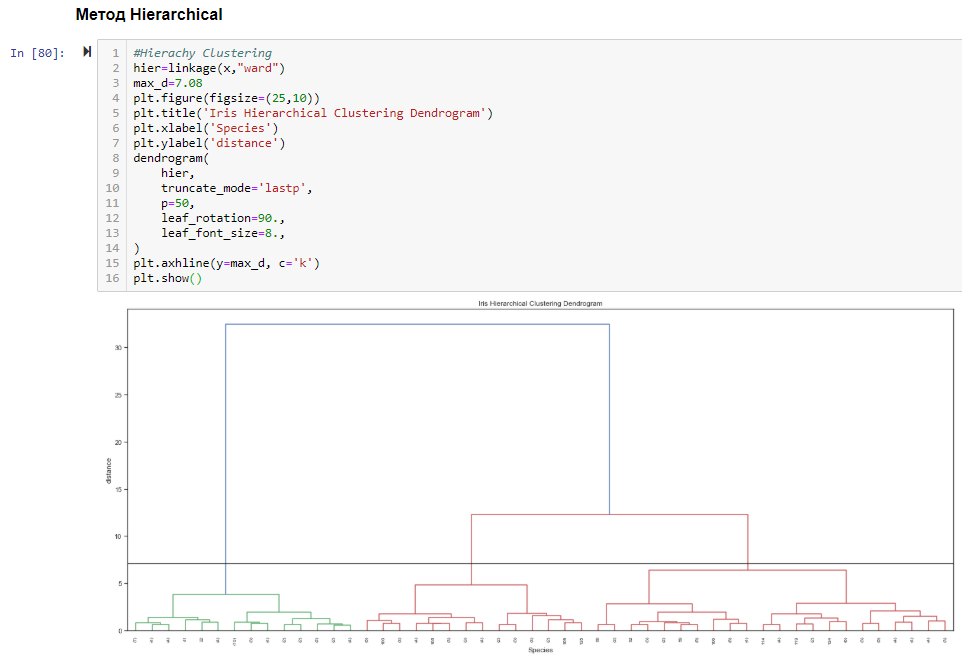 Метод Hierarchical
In [80]:
1 #Hierachy Clustering
2 hier=linkage(x,"ward")
3 max_d=7.08
4 plt.figure(figsize=(25,10))
5 plt.title('Iris Hierarchical Clustering Dendrogram')
6 plt.xlabel('Species')
7 plt.ylabel('distance')
8 dendrogram(
9 hier,
10 truncate_mode='lastp',
11 p=50,
12 leaf_rotation=90.,
13 leaf_font_size=8.,
14 )
15 plt.axhline(y=max_d, c='k')
16 plt.show()
Iris Hierarchical Clustering Dendrogram
30
25
20
15
10
5
0
distance
Species